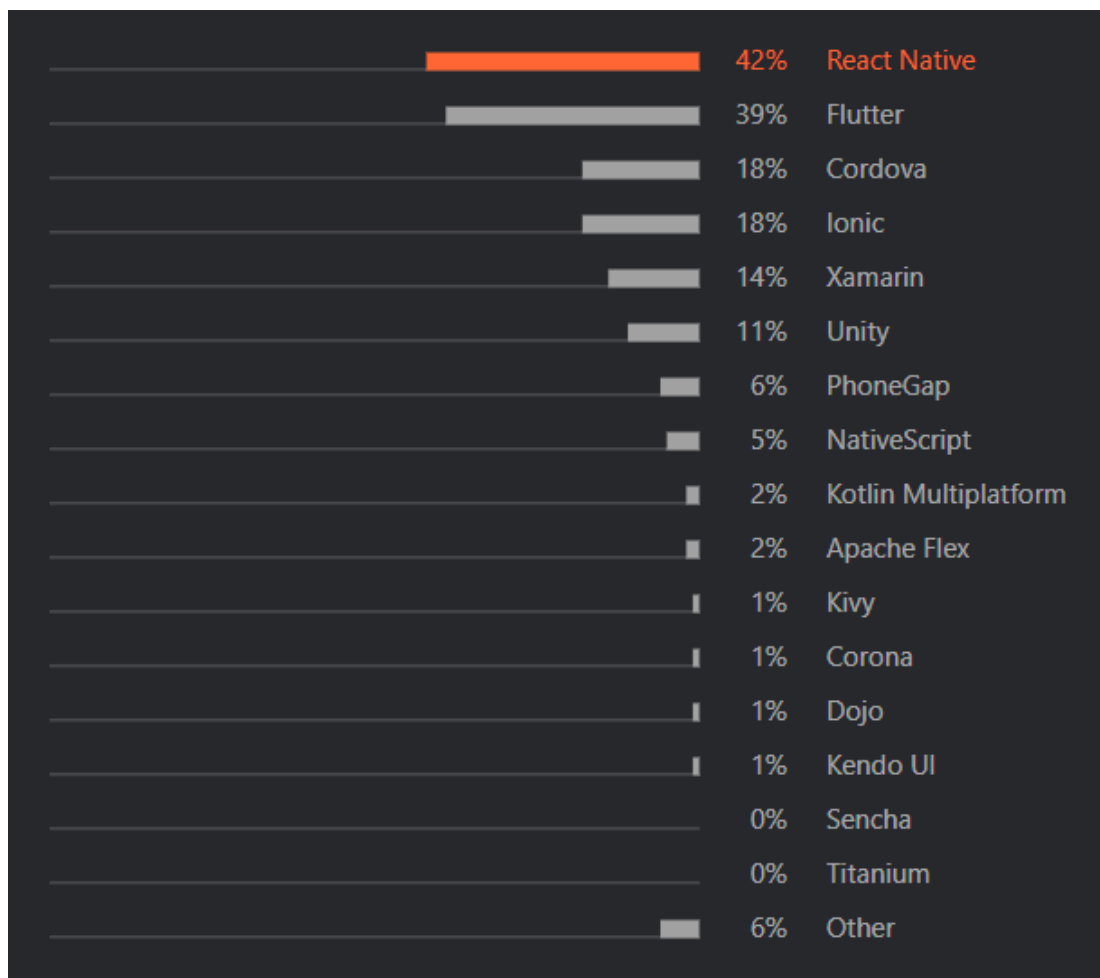 42% React Native
39% Flutter
18% Cordova
18% Ionic
14% Xamarin
11% Unity
6% PhoneGap
5% NativeScript
2% Kotlin Multiplatform
2% Apache Flex
1% Kivy
1% Corona
1% Dojo
1% Kendo UI
0% Sencha
0% Titanium
6% Other